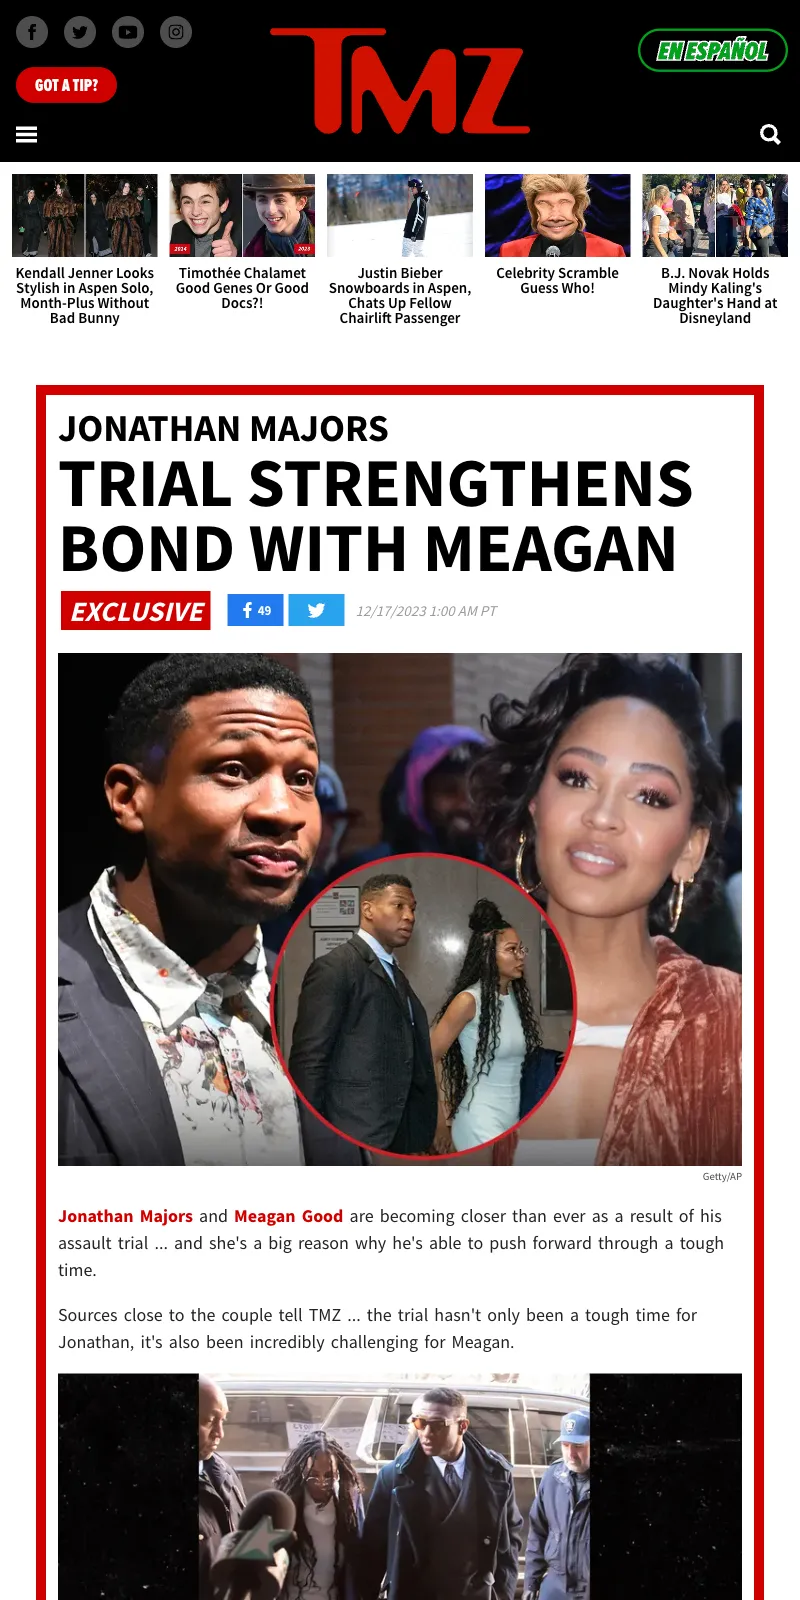 TMZ
EN ESPAÑOL
GOT A TIP?
2014
2023
Kendall Jenner Looks
Stylish in Aspen Solo,
Month-Plus Without
Bad Bunny
Timothée Chalamet
Good Genes Or Good
Docs?!
Justin Bieber
Snowboards in Aspen,
Chats Up Fellow
Chairlift Passenger
Celebrity Scramble
Guess Who!
B.J. Novak Holds
Mindy Kaling's
Daughter's Hand at
Disneyland
JONATHAN MAJORS
TRIAL STRENGTHENS
BOND WITH MEAGAN
EXCLUSIVE
49
12/17/2023 1:00 AM PT
Getty/AP
Jonathan Majors and Meagan Good are becoming closer than ever as a result of his
assault trial ... and she's a big reason why he's able to push forward through a tough
time.
Sources close to the couple tell TMZ ... the trial hasn't only been a tough time for
Jonathan, it's also been incredibly challenging for Meagan.